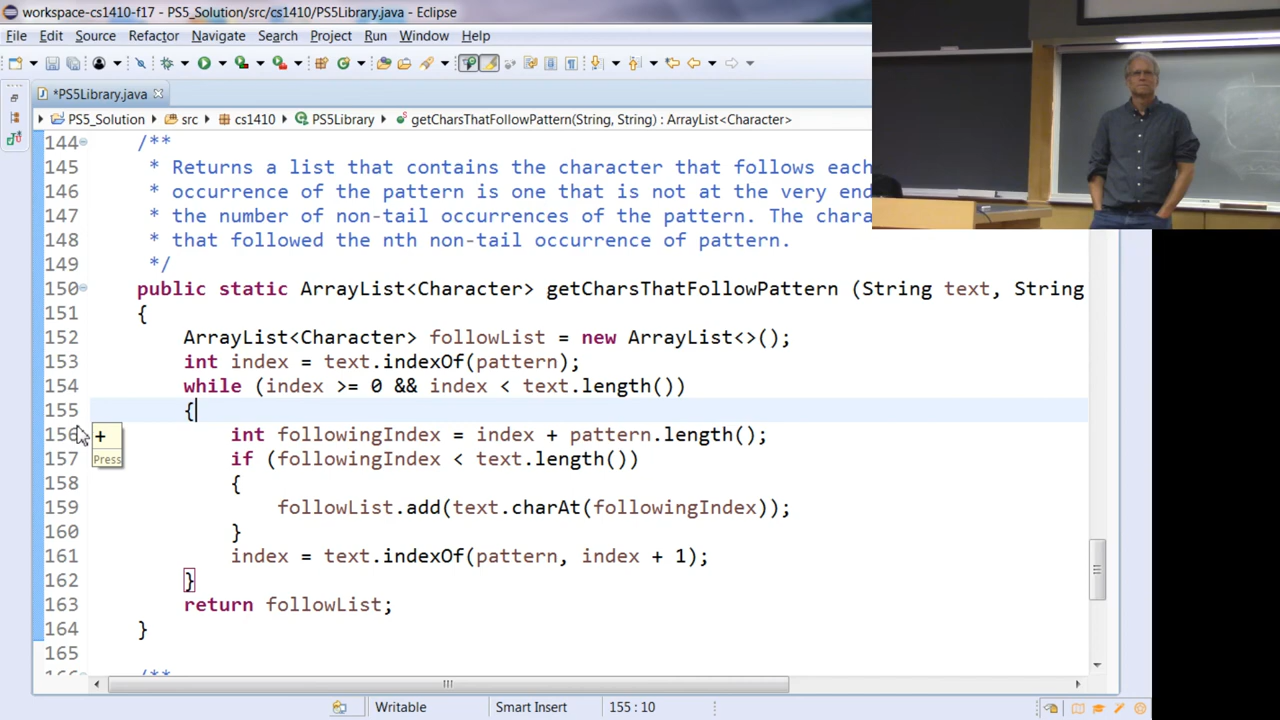 workspace-cs1410-f17 - PS5_Solution/src/cs1410/PS5Library.java - Eclipse
File Edit Source Refactor Navigate Search Project Run Window Help
*PS5Library.java
PS5_Solution src cs1410 PS5Library getCharsThatFollowPattern(String, String) : ArrayList<Character>
144 /**
145 * Returns a list that contains the character that follows each
146 * occurrence of the pattern is one that is not at the very end
147 * the number of non-tail occurrences of the pattern. The chara
148 * that followed the nth non-tail occurrence of pattern.
149 */
150 public static ArrayList<Character> getCharsThatFollowPattern (String text, String
151 {
152 ArrayList<Character> followList = new ArrayList<>();
153 int index = text.indexOf(pattern);
154 while (index >= 0 && index < text.length())
155 {
156 int followingIndex = index + pattern.length();
157 if (followingIndex < text.length())
158 {
159 followList.add(text.charAt(followingIndex));
160 }
161 index = text.indexOf(pattern, index + 1);
162 }
163 return followList;
164 }
165
166 /**
+
Press
Writable Smart Insert 155 : 10